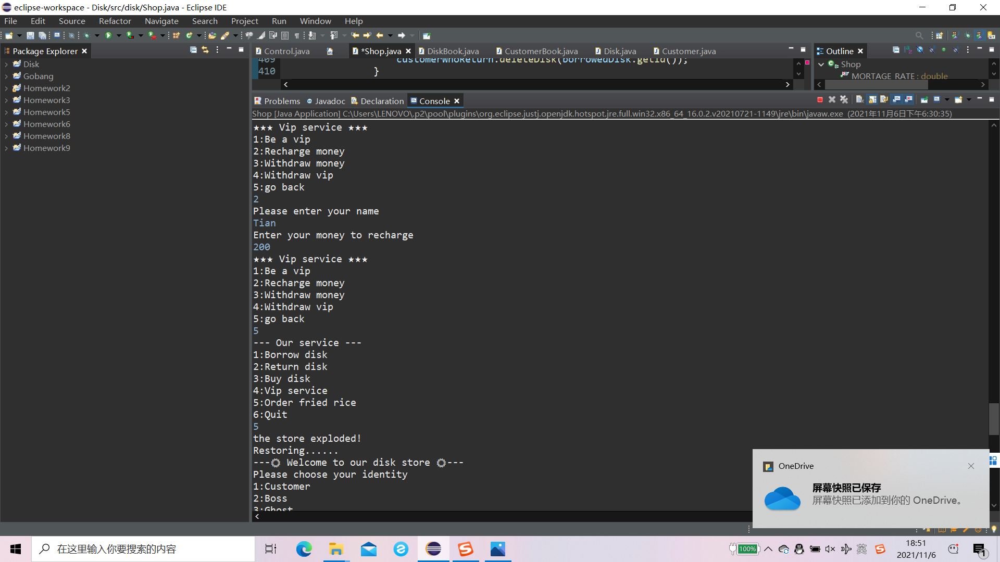 eclipse-workspace - Disk/src/disk/Shop.java - Eclipse IDE
File Edit Source Refactor Navigate Search Project Run Window Help
Package Explorer
Disk
Gobang
Homework2
Homework3
Homework5
Homework6
Homework8
Homework9
Control.java *Shop.java DiskBook.java CustomerBook.java Disk.java Customer.java
409 customerWhoReturn.deleteDisk(borrowedDisk.getId());
410 }
Outline
Shop
MORTAGE_RATE : double
Problems Javadoc Declaration Console
Shop [Java Application] C:\Users\LENOVO\.p2\pool\plugins\org.eclipse.justj.openjdk.hotspot.jre.full.win32.x86_64_16.0.2.v20210721-1149\jre\bin\javaw.exe (2021年11月6日下午6:30:35)
★★★ Vip service ★★★
1:Be a vip
2:Recharge money
3:Withdraw money
4:Withdraw vip
5:go back
2
Please enter your name
Tian
Enter your money to recharge
200
★★★ Vip service ★★★
1:Be a vip
2:Recharge money
3:Withdraw money
4:Withdraw vip
5:go back
5
--- Our service ---
1:Borrow disk
2:Return disk
3:Buy disk
4:Vip service
5:Order fried rice
6:Quit
5
the store exploded!
Restoring......
---۞ Welcome to our disk store ۞---
Please choose your identity
1:Customer
2:Boss
3:Ghost
OneDrive
屏幕快照已保存
屏幕快照已添加到你的 OneDrive。
在这里输入你要搜索的内容
100%
英
18:51
2021/11/6
1